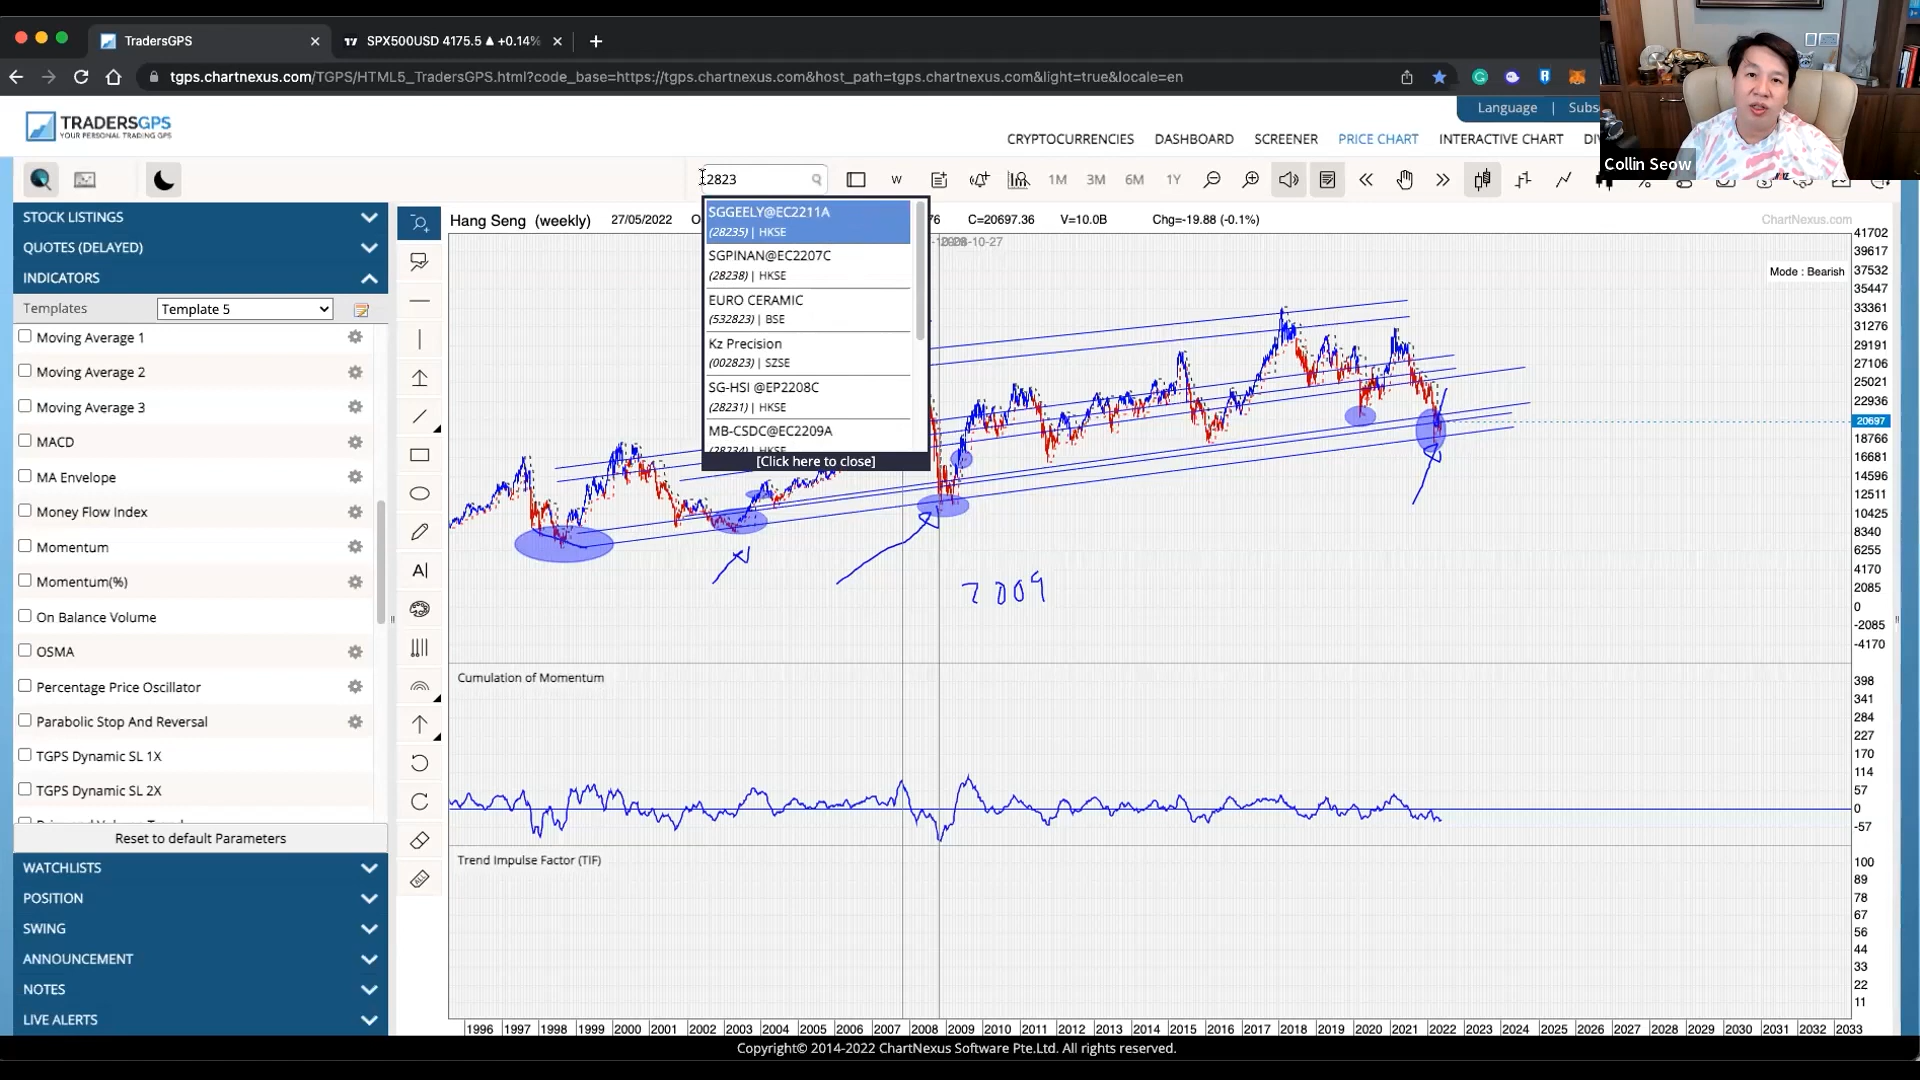 TradersGPS
SPX500USD 4175.5 ▲ +0.14%
tgps.chartnexus.com/TGPS/HTML5_TradersGPS.html?code_base=https://tgps.chartnexus.com&host_path=tgps.chartnexus.com&light=true&locale=en
Language | Subs
TRADERSGPS
YOUR PERSONAL TRADING GPS
CRYPTOCURRENCIES DASHBOARD SCREENER PRICE CHART INTERACTIVE CHART
Collin Seow
2823
W
1M 3M 6M 1Y
STOCK LISTINGS
QUOTES (DELAYED)
INDICATORS
Templates Template 5
Moving Average 1
Moving Average 2
Moving Average 3
MACD
MA Envelope
Money Flow Index
Momentum
Momentum(%)
On Balance Volume
OSMA
Percentage Price Oscillator
Parabolic Stop And Reversal
TGPS Dynamic SL 1X
TGPS Dynamic SL 2X
Reset to default Parameters
WATCHLISTS
POSITION
SWING
ANNOUNCEMENT
NOTES
LIVE ALERTS
A
ALL
Hang Seng (weekly) 27/05/2022 C=20697.36 V=10.0B Chg=-19.88 (-0.1%)
ChartNexus.com
Mode : Bearish
SGGEELY@EC2211A
(28235) | HKSE
SGPINAN@EC2207C
(28238) | HKSE
EURO CERAMIC
(532823) | BSE
Kz Precision
(002823) | SZSE
SG-HSI @EP2208C
(28231) | HKSE
MB-CSDC@EC2209A
(28234) | HKSE
[Click here to close]
2009
41702
39617
37532
35447
33361
31276
29191
27106
25021
22936
20697
18766
16681
14596
12511
10425
8340
6255
4170
2085
0
-2085
-4170
Cumulation of Momentum
398
341
284
227
170
114
57
0
-57
Trend Impulse Factor (TIF)
100
89
78
67
56
44
33
22
11
1996 1997 1998 1999 2000 2001 2002 2003 2004 2005 2006 2007 2008 2009 2010 2011 2012 2013 2014 2015 2016 2017 2018 2019 2020 2021 2022 2024 2025 2026 2027 2028 2029 2030 2031 2032 2033
Copyright© 2014-2022 ChartNexus Software Pte.Ltd. All rights reserved.